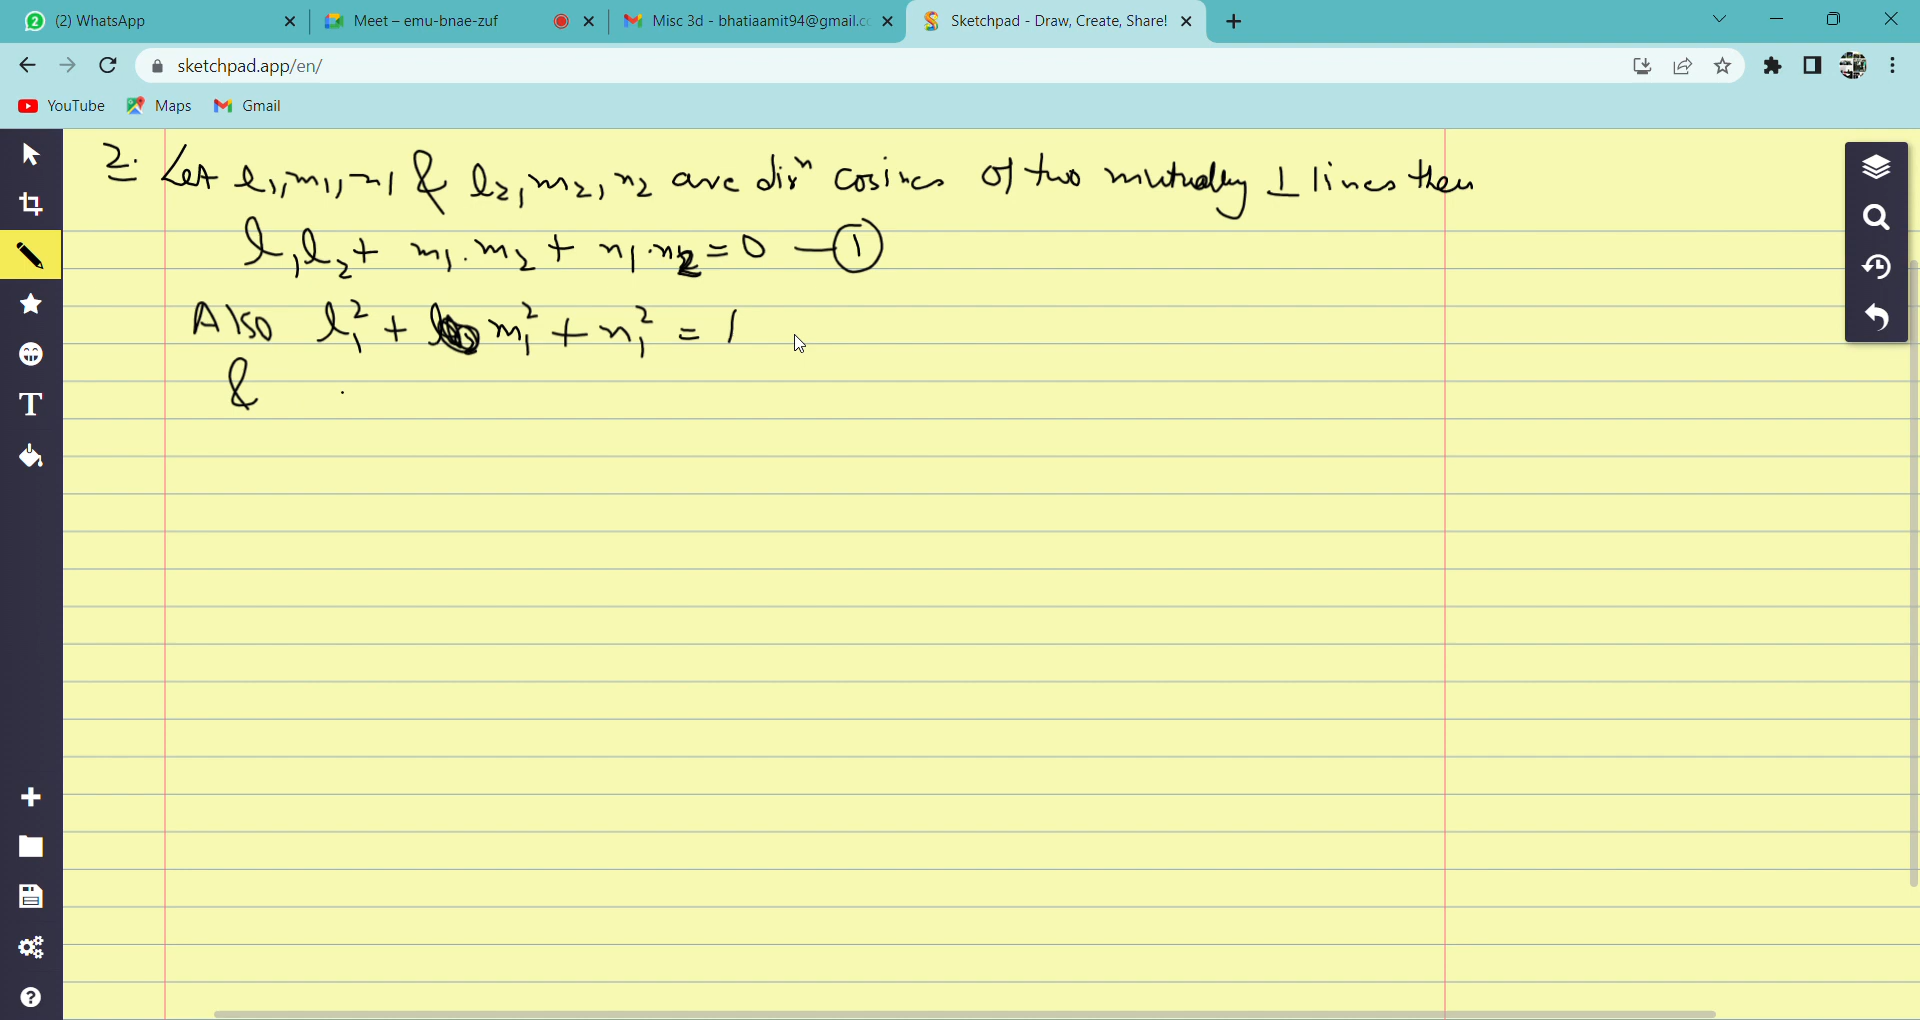 (2) WhatsApp
Meet – emu-bnae-zuf
Misc 3d - bhatiaamit94@gmail.cc
Sketchpad - Draw, Create, Share!
sketchpad.app/en/
YouTube Maps Gmail
2. Let l₁, m₁, n₁ & l₂, m₂, n₂ are dirⁿ cosines of two mutually ⊥ lines then
l₁l₂ + m₁.m₂ + n₁.n₂ = 0 — ①
Also l₁² + m₁² + n₁² = 1
&
T